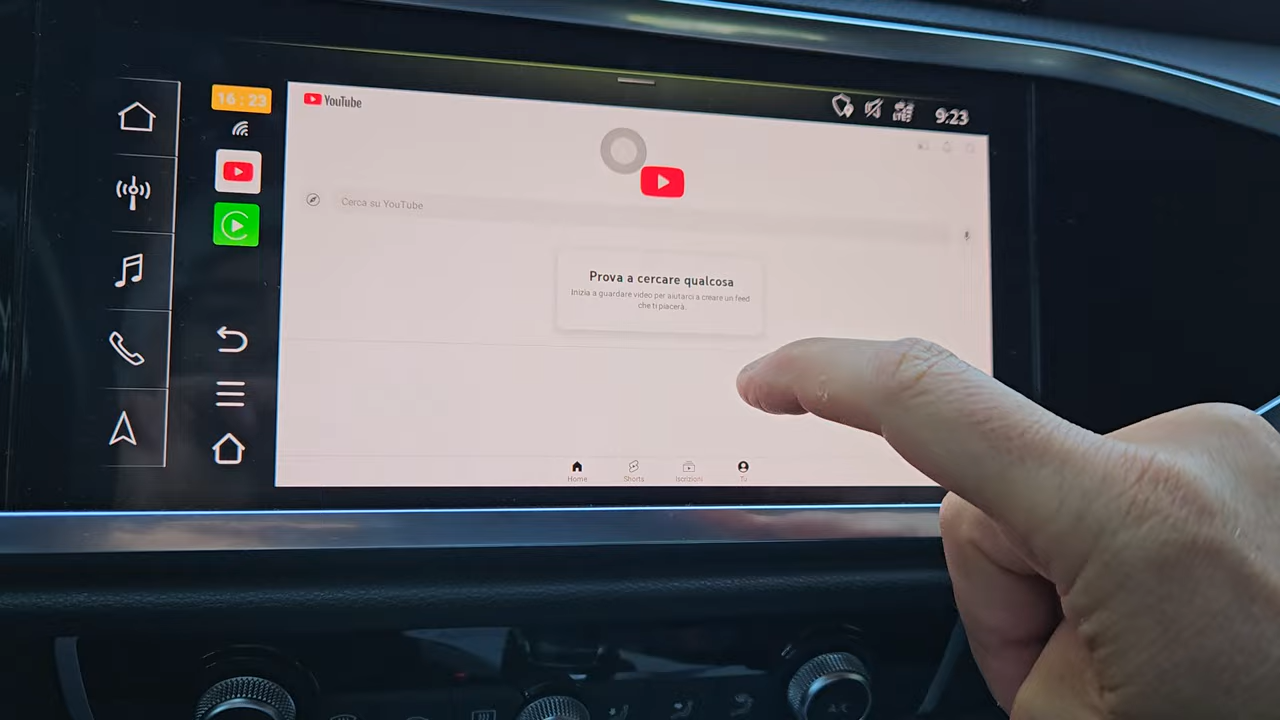 16:23
YouTube
9:23
Cerca su YouTube
Prova a cercare qualcosa
Inizia a guardare video per aiutarci a creare un feed
che ti piacerà.
Home
Shorts
Iscrizioni
Tu
A/C